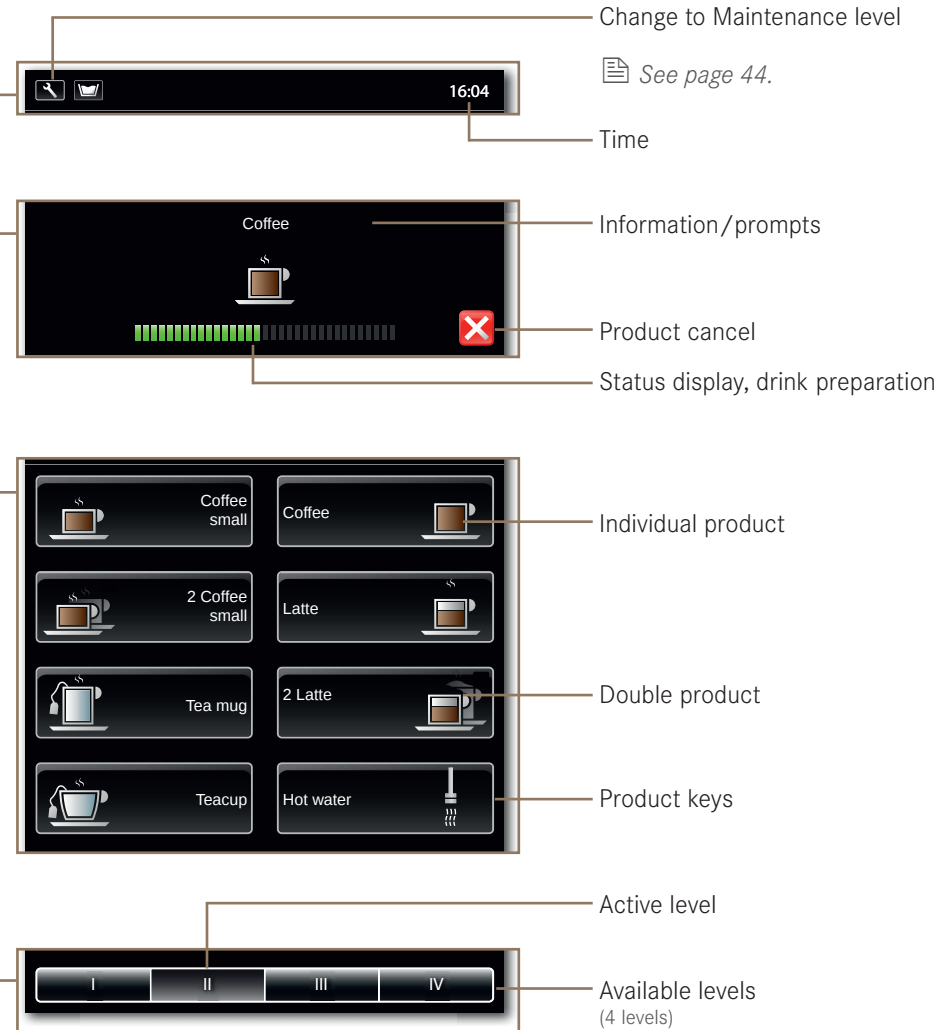 Change to Maintenance level
See page 44.
16:04
Time
Coffee
Information/prompts
Product cancel
Status display, drink preparation
Coffee
small
Coffee
Individual product
2 Coffee
small
Latte
Tea mug
2 Latte
Double product
Teacup
Hot water
Product keys
Active level
I
II
III
IV
Available levels
(4 levels)